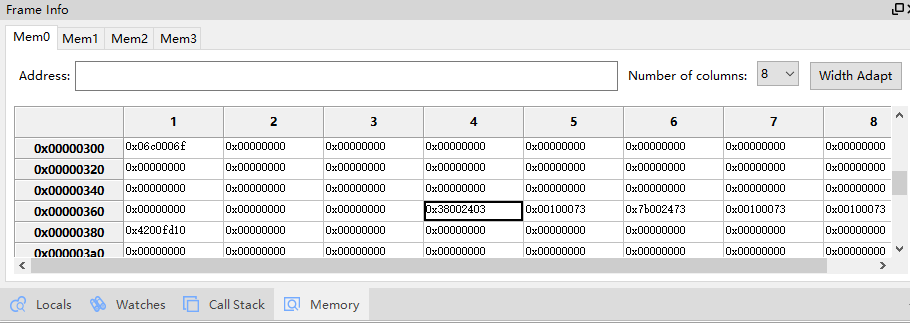 Frame Info
Mem0 Mem1 Mem2 Mem3
Address: Number of columns: 8 Width Adapt
1 2 3 4 5 6 7 8
0x00000300 0x06c0006f 0x00000000 0x00000000 0x00000000 0x00000000 0x00000000 0x00000000 0x00000000
0x00000320 0x00000000 0x00000000 0x00000000 0x00000000 0x00000000 0x00000000 0x00000000 0x00000000
0x00000340 0x00000000 0x00000000 0x00000000 0x00000000 0x00000000 0x00000000 0x00000000 0x00000000
0x00000360 0x00000000 0x00000000 0x00000000 0x38002403 0x00100073 0x7b002473 0x00100073 0x00100073
0x00000380 0x4200fd10 0x00000000 0x00000000 0x00000000 0x00000000 0x00000000 0x00000000 0x00000000
0x000003a0 0x00000000 0x00000000 0x00000000 0x00000000 0x00000000 0x00000000 0x00000000 0x00000000
Locals Watches Call Stack Memory